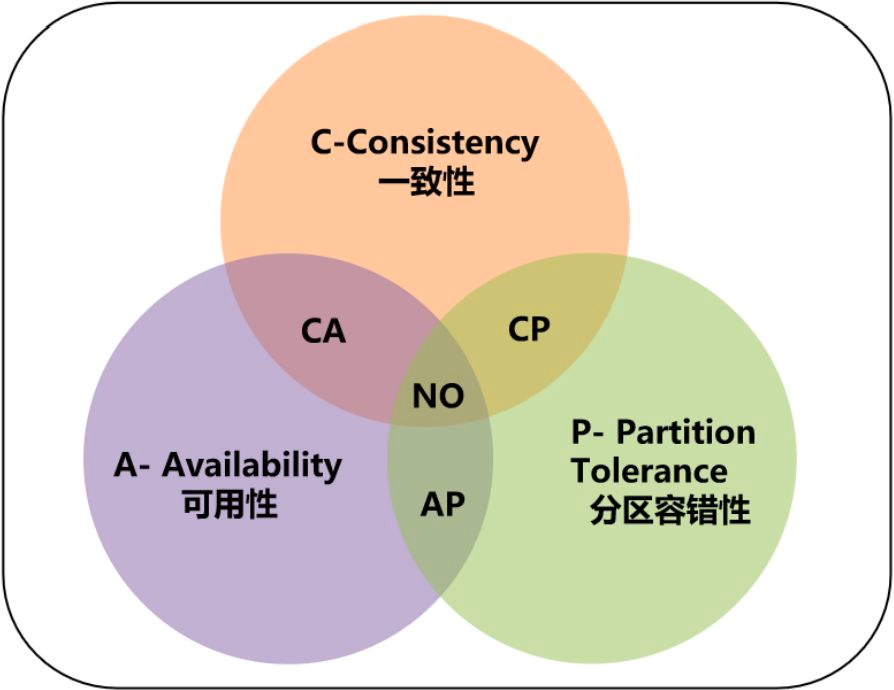 C-Consistency
一致性
CA
CP
NO
A- Availability
可用性
P- Partition
Tolerance
分区容错性
AP